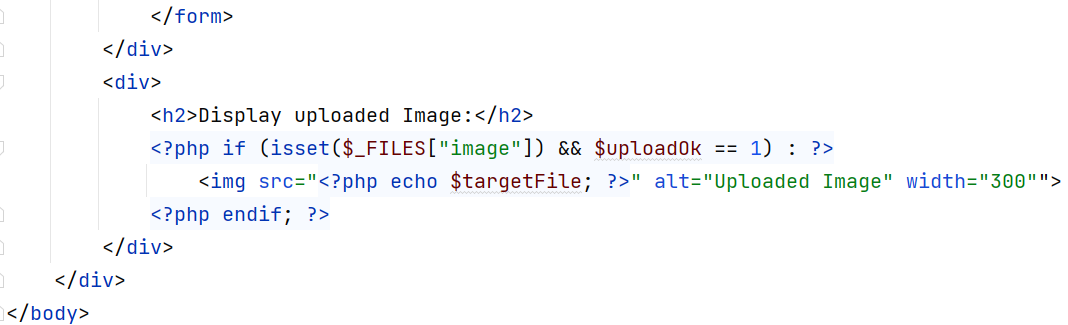 </form>
</div>
<div>
<h2>Display uploaded Image:</h2>
<?php if (isset($_FILES["image"]) && $uploadOk == 1) : ?>
<img src="<?php echo $targetFile; ?>" alt="Uploaded Image" width="300"">
<?php endif; ?>
</div>
</div>
</body>